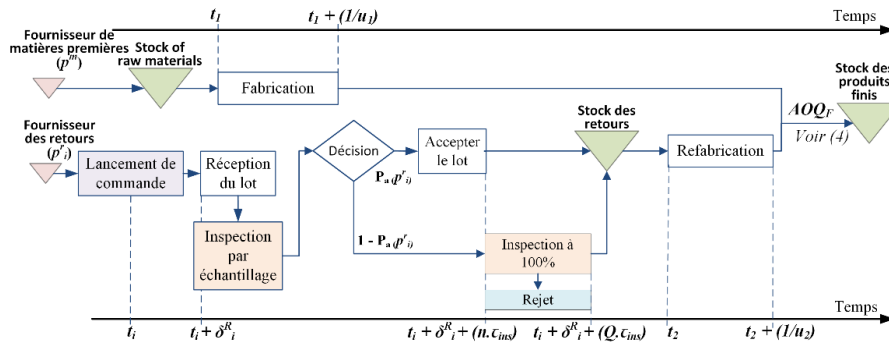 t1
t1 + (1/u1)
Temps
Fournisseur de
matières premières
(pᵐ)
Stock of
raw materials
Fabrication
Stock des
produits
finis
Fournisseur
des retours
(pʳi)
Lancement de
commande
Réception
du lot
Décision
Accepter
le lot
Pa (pʳi)
Stock des
retours
Refabrication
AOQF
Voir (4)
Inspection
par
échantillage
1 - Pa (pʳi)
Inspection à
100%
Rejet
Temps
ti
ti + δᴿi
ti + δᴿi + (n.τins)
ti + δᴿi + (Q.τins)
t2
t2 + (1/u2)